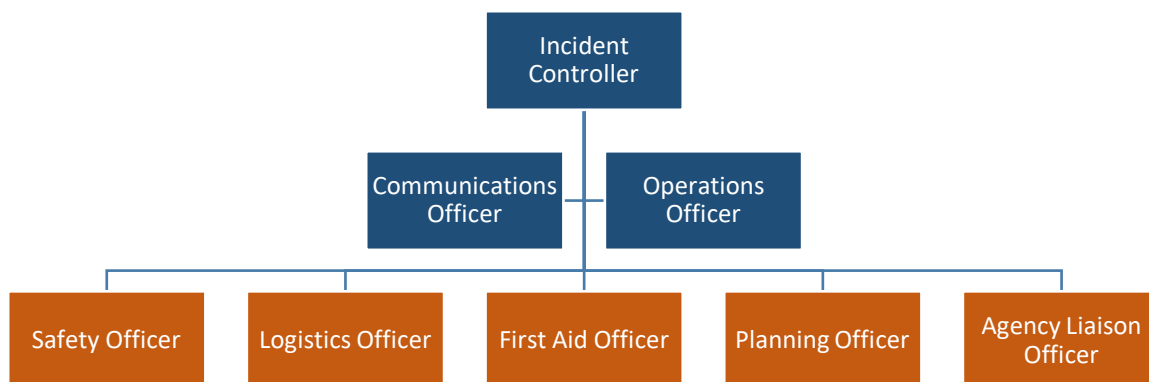 Incident
Controller
Communications
Officer
Operations
Officer
Safety Officer
Logistics Officer
First Aid Officer
Planning Officer
Agency Liaison
Officer